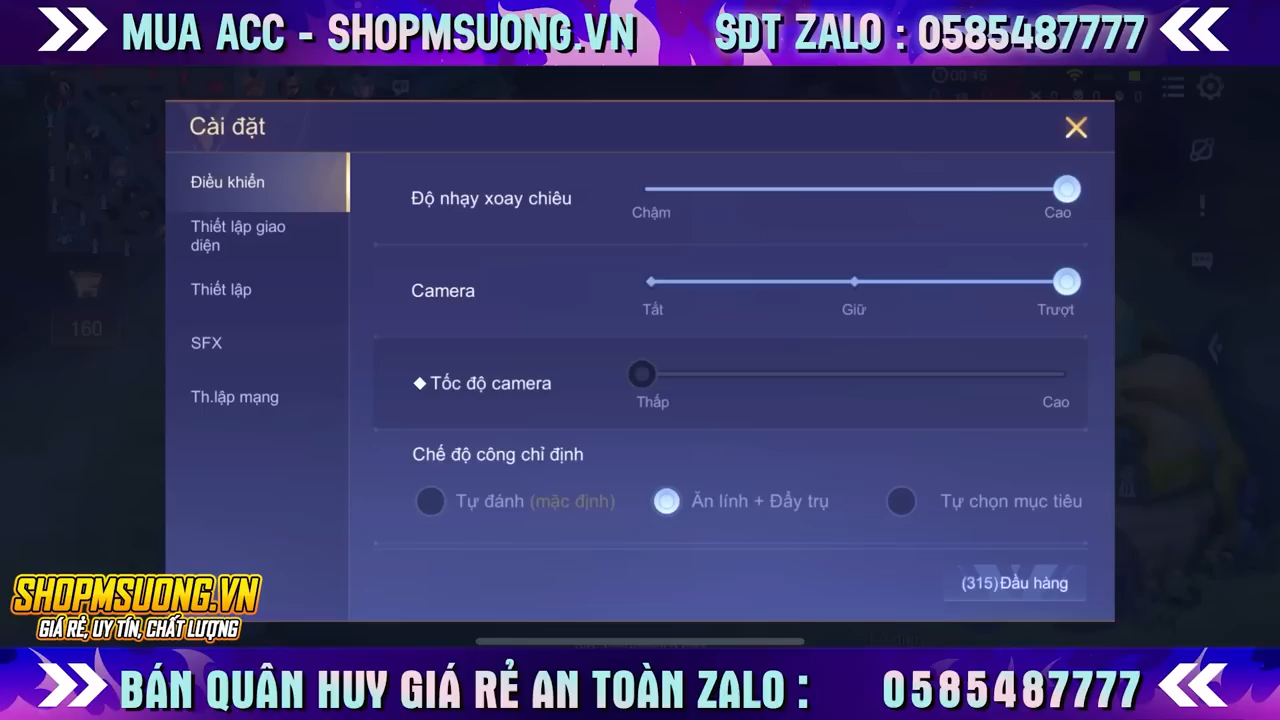 MUA ACC - SHOPMSUONG.VN SDT ZALO : 0585487777
00:45
Cài đặt
Điều khiển
Thiết lập giao
diện
Thiết lập
SFX
Th.lập mạng
160
Độ nhạy xoay chiêu
Chậm Cao
Camera
Tắt Giữ Trượt
Tốc độ camera
Thấp Cao
Chế độ công chỉ định
Tự đánh (mặc định) Ăn lính + Đẩy trụ Tự chọn mục tiêu
(315)Đầu hàng
SHOPMSUONG.VN
GIÁ RẺ, UY TÍN, CHẤT LƯỢNG
BÁN QUÂN HUY GIÁ RẺ AN TOÀN ZALO : 0585487777